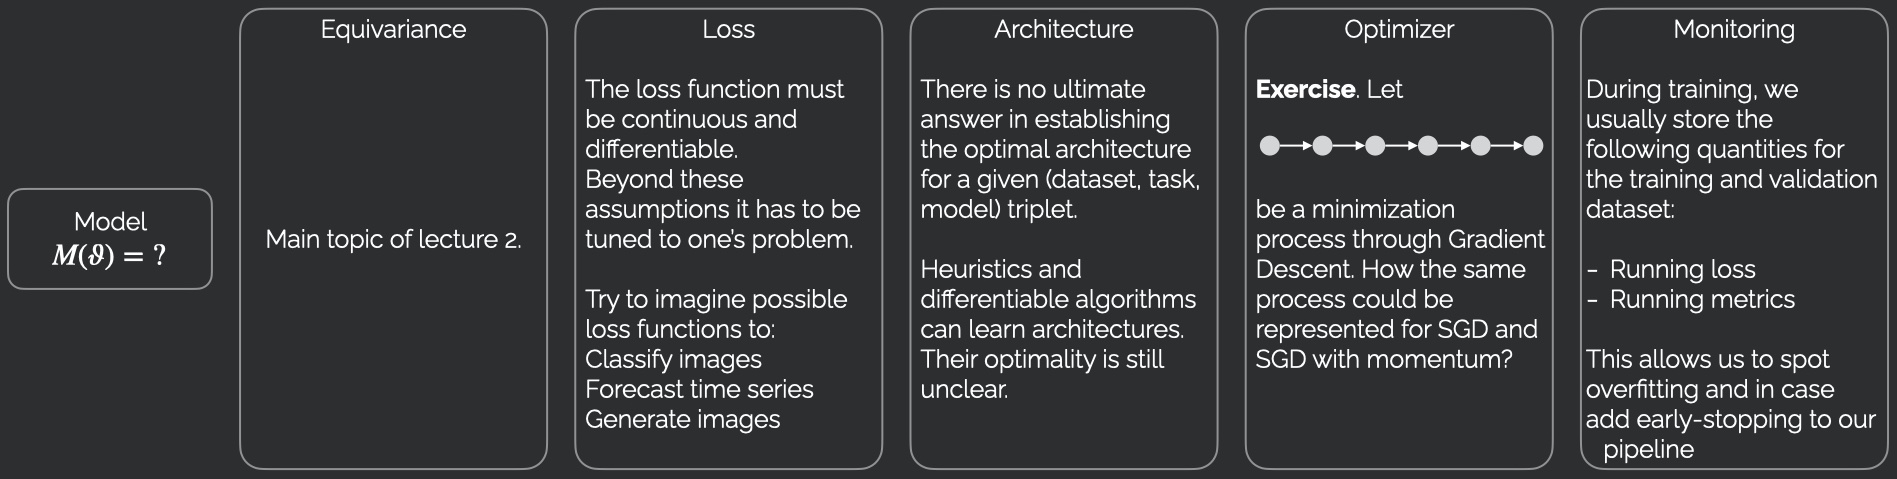 Model
M(ϑ) = ?
Equivariance
Main topic of lecture 2.
Loss
The loss function must
be continuous and
differentiable.
Beyond these
assumptions it has to be
tuned to one's problem.
Try to imagine possible
loss functions to:
Classify images
Forecast time series
Generate images
Architecture
There is no ultimate
answer in establishing
the optimal architecture
for a given (dataset, task,
model) triplet.
Heuristics and
differentiable algorithms
can learn architectures.
Their optimality is still
unclear.
Optimizer
Exercise. Let
be a minimization
process through Gradient
Descent. How the same
process could be
represented for SGD and
SGD with momentum?
Monitoring
During training, we
usually store the
following quantities for
the training and validation
dataset:
- Running loss
- Running metrics
This allows us to spot
overfitting and in case
add early-stopping to our
pipeline